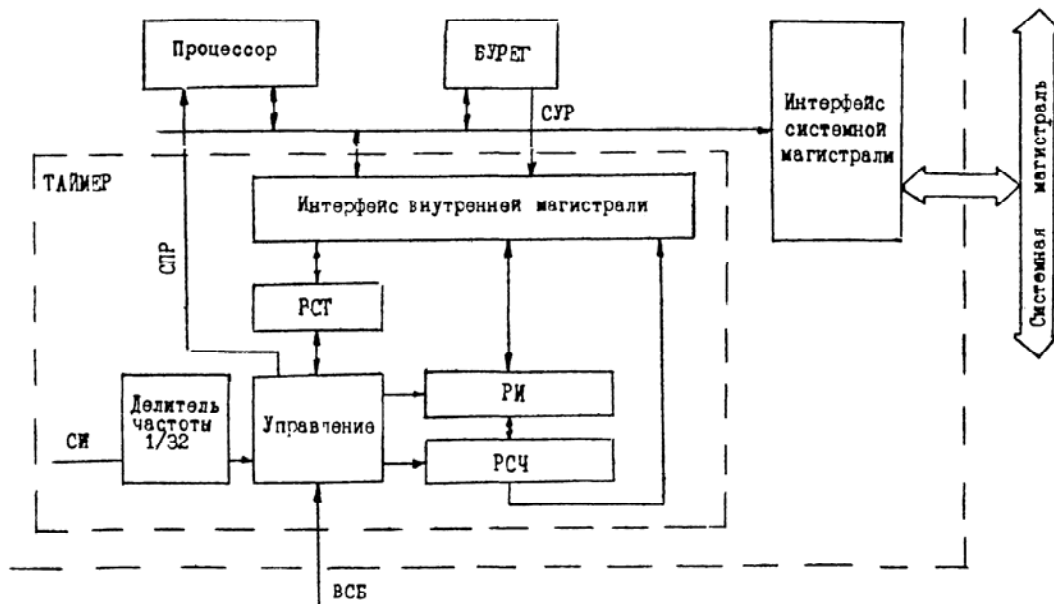 Процессор
БУРЕГ
СУР
Интерфейс
системной
магистрали
Системная магистраль
ТАЙМЕР
Интерфейс внутренней магистрали
СПР
РСТ
Делитель
частоты
1/32
СИ
Управление
РИ
РСЧ
ВСБ